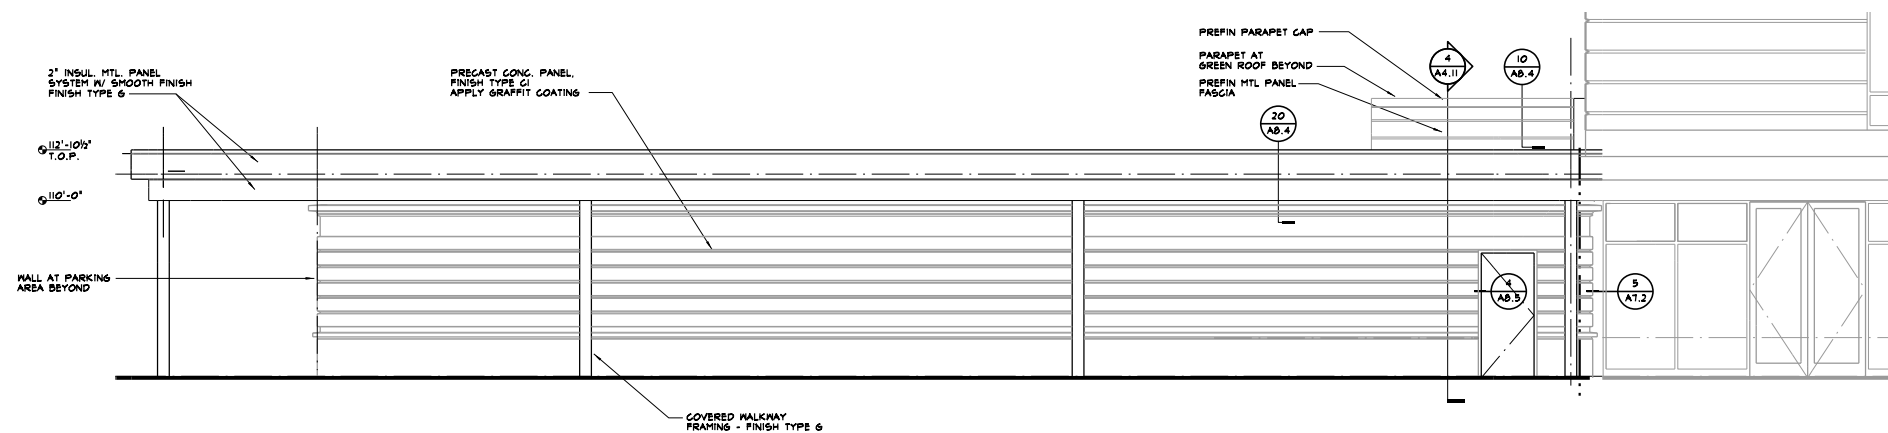 PREFIN PARAPET CAP
PARAPET AT
GREEN ROOF BEYOND
PREFIN MTL PANEL
FASCIA
4
A4.11
10
A8.4
2" INSUL. MTL. PANEL
SYSTEM W/ SMOOTH FINISH
FINISH TYPE G
PRECAST CONC. PANEL,
FINISH TYPE C1
APPLY GRAFFIT COATING
20
A8.4
112'-10½"
T.O.P.
110'-0"
WALL AT PARKING
AREA BEYOND
4
A8.5
5
A7.2
COVERED WALKWAY
FRAMING - FINISH TYPE G